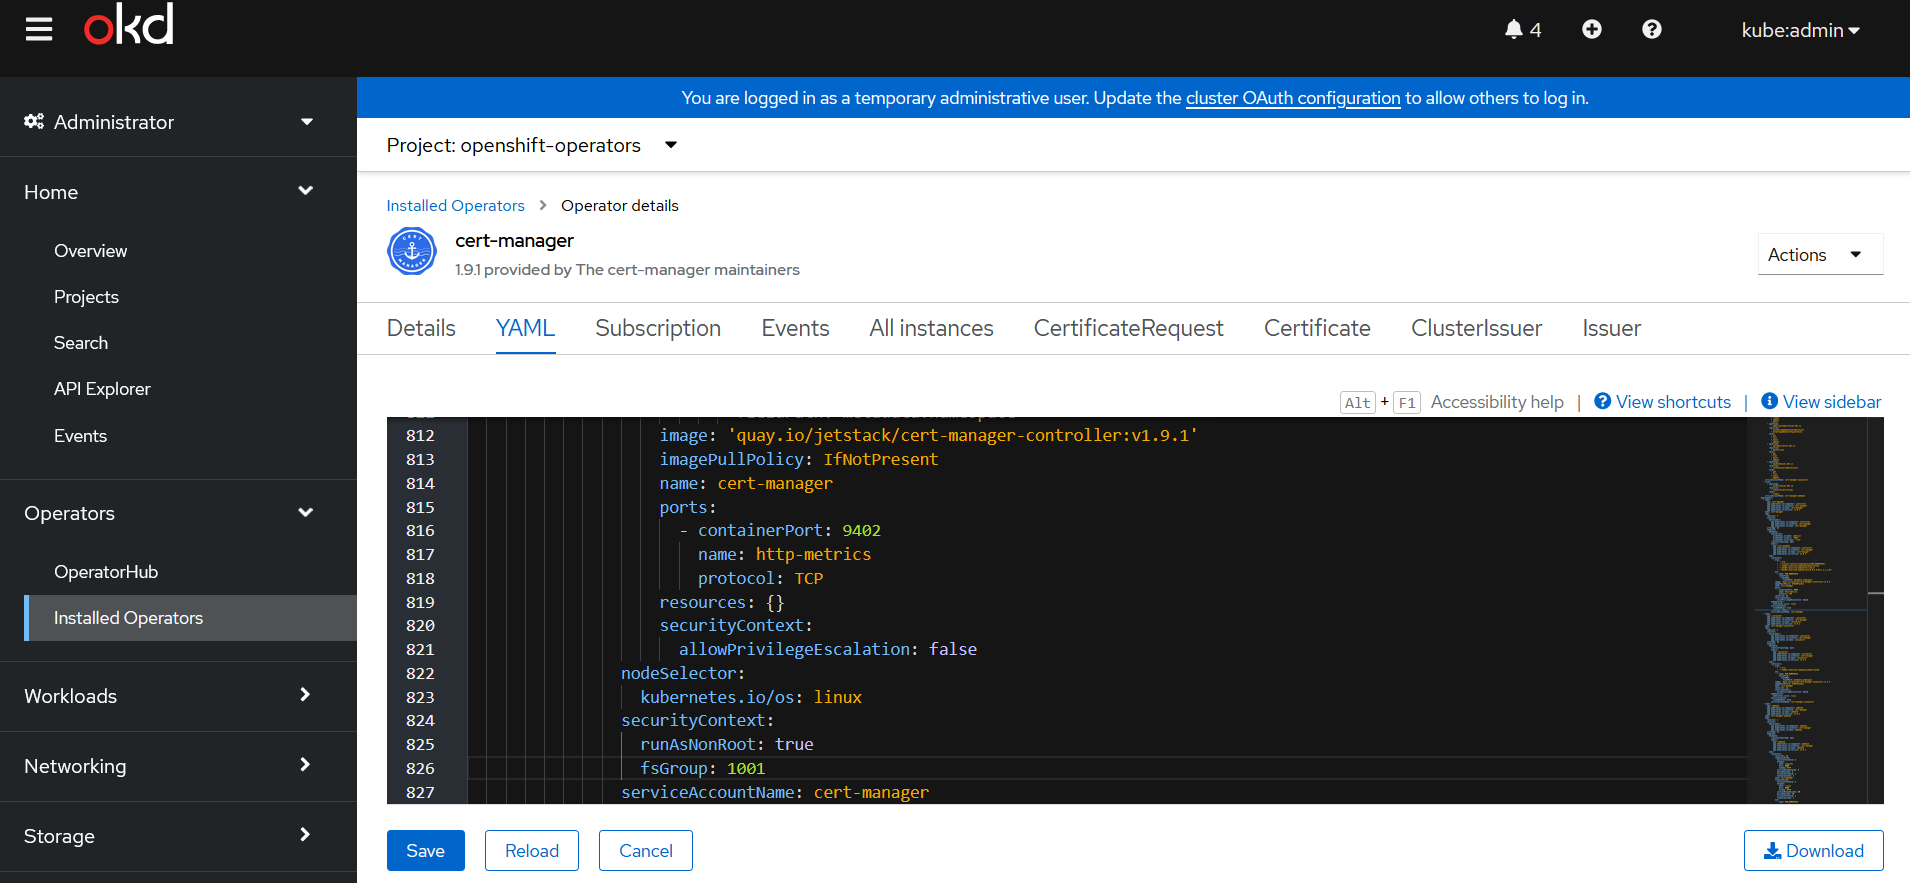 okd
4
kube:admin
Administrator
Home
Overview
Projects
Search
API Explorer
Events
Operators
OperatorHub
Installed Operators
Workloads
Networking
Storage
You are logged in as a temporary administrative user. Update the cluster OAuth configuration to allow others to log in.
Project: openshift-operators
Installed Operators > Operator details
CERT MANAGER
cert-manager
1.9.1 provided by The cert-manager maintainers
Actions
Details YAML Subscription Events All instances CertificateRequest Certificate ClusterIssuer Issuer
Alt + F1 Accessibility help | View shortcuts | View sidebar
812 image: 'quay.io/jetstack/cert-manager-controller:v1.9.1'
813 imagePullPolicy: IfNotPresent
814 name: cert-manager
815 ports:
816 - containerPort: 9402
817 name: http-metrics
818 protocol: TCP
819 resources: {}
820 securityContext:
821 allowPrivilegeEscalation: false
822 nodeSelector:
823 kubernetes.io/os: linux
824 securityContext:
825 runAsNonRoot: true
826 fsGroup: 1001
827 serviceAccountName: cert-manager
Save Reload Cancel Download